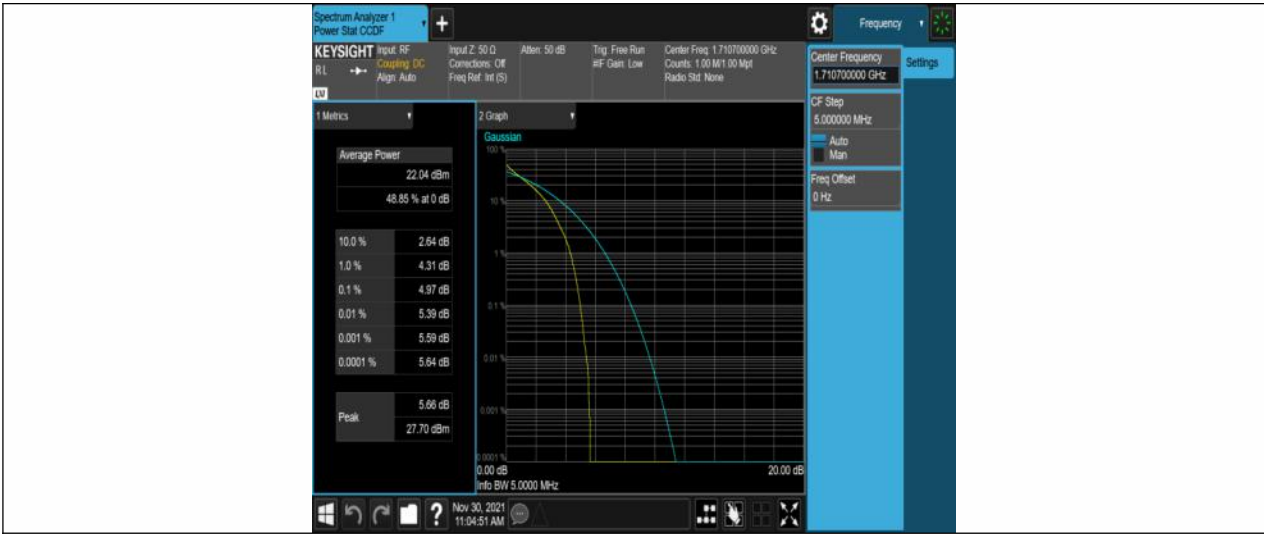 Spectrum Analyzer 1
Power Stat CCDF
+
Frequency
KEYSIGHT
RL
LV
Input: RF
Coupling: DC
Align: Auto
Input Z: 50 Ω
Corrections: Off
Freq Ref: Int (S)
Atten: 50 dB
Trig: Free Run
#IF Gain: Low
Center Freq: 1.710700000 GHz
Counts: 1.00 M/1.00 Mpt
Radio Std: None
Center Frequency
1.710700000 GHz
Settings
CF Step
5.000000 MHz
Auto
Man
Freq Offset
0 Hz
1 Metrics
Average Power
22.04 dBm
48.85 % at 0 dB
10.0 % 2.64 dB
1.0 % 4.31 dB
0.1 % 4.97 dB
0.01 % 5.39 dB
0.001 % 5.59 dB
0.0001 % 5.64 dB
Peak
5.66 dB
27.70 dBm
2 Graph
Gaussian
100 %
10 %
1 %
0.1 %
0.01 %
0.001 %
0.0001 %
0.00 dB 20.00 dB
Info BW 5.0000 MHz
?
Nov 30, 2021
11:04:51 AM